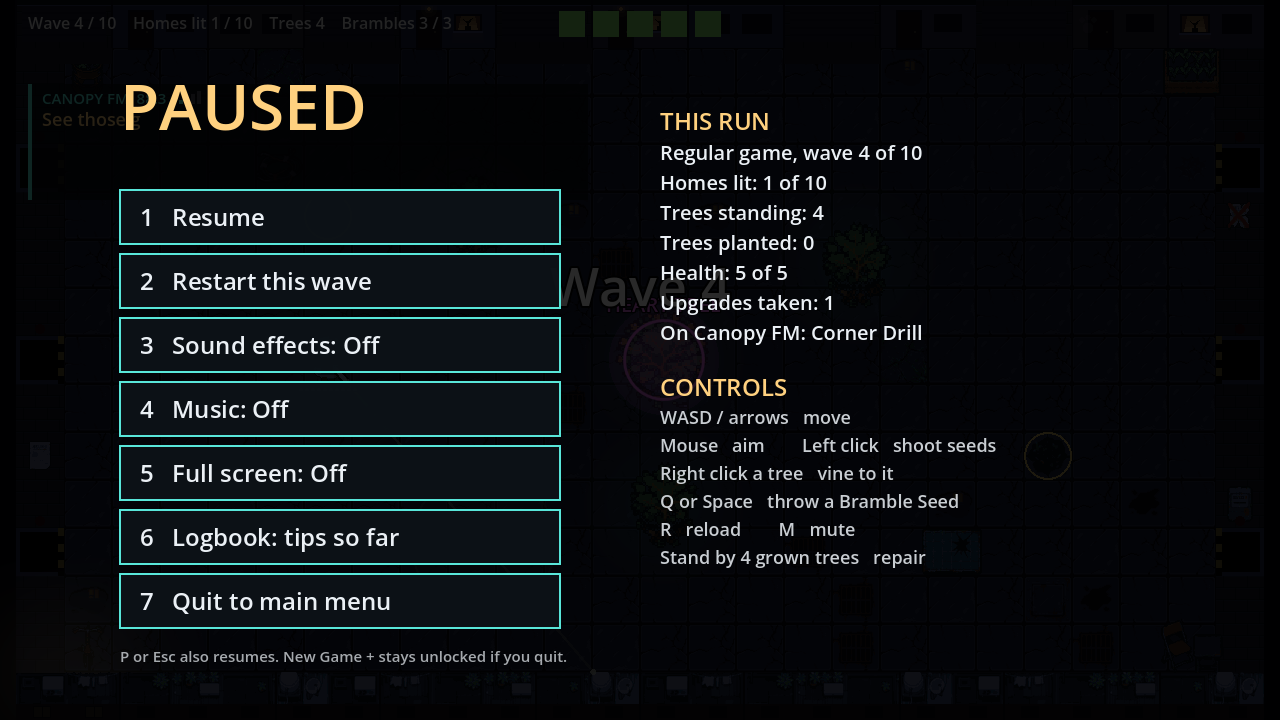 Wave 4 / 10 Homes lit 1 / 10 Trees 4 Brambles 3 / 3
CANOPY FM
See those
PAUSED
1 Resume
2 Restart this wave
3 Sound effects: Off
4 Music: Off
5 Full screen: Off
6 Logbook: tips so far
7 Quit to main menu
P or Esc also resumes. New Game + stays unlocked if you quit.
Wave 4
THIS RUN
Regular game, wave 4 of 10
Homes lit: 1 of 10
Trees standing: 4
Trees planted: 0
Health: 5 of 5
Upgrades taken: 1
On Canopy FM: Corner Drill
CONTROLS
WASD / arrows move
Mouse aim Left click shoot seeds
Right click a tree vine to it
Q or Space throw a Bramble Seed
R reload M mute
Stand by 4 grown trees repair